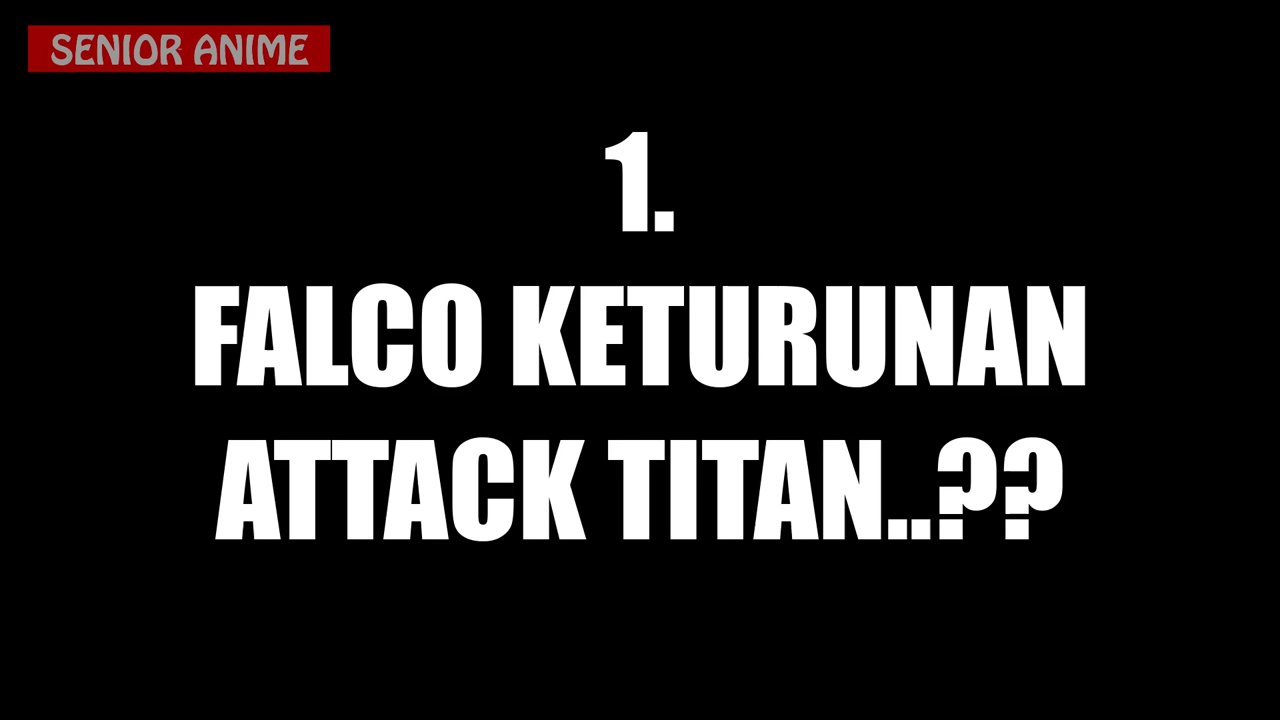 SENIOR ANIME
1.
FALCO KETURUNAN
ATTACK TITAN..??